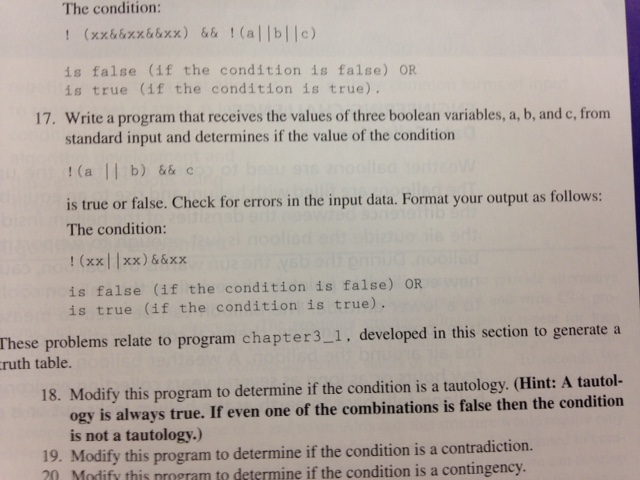 The condition:
! (xx&&xx&&xx) && !(a||b||c)
is false (if the condition is false) OR
is true (if the condition is true).
17. Write a program that receives the values of three boolean variables, a, b, and c, from
standard input and determines if the value of the condition
!(a || b) && c
is true or false. Check for errors in the input data. Format your output as follows:
The condition:
!(xx||xx)&&xx
is false (if the condition is false) OR
is true (if the condition is true).
These problems relate to program chapter3_1, developed in this section to generate a
truth table.
18. Modify this program to determine if the condition is a tautology. (Hint: A tautol-
ogy is always true. If even one of the combinations is false then the condition
is not a tautology.)
19. Modify this program to determine if the condition is a contradiction.
20. Modify this program to determine if the condition is a contingency.